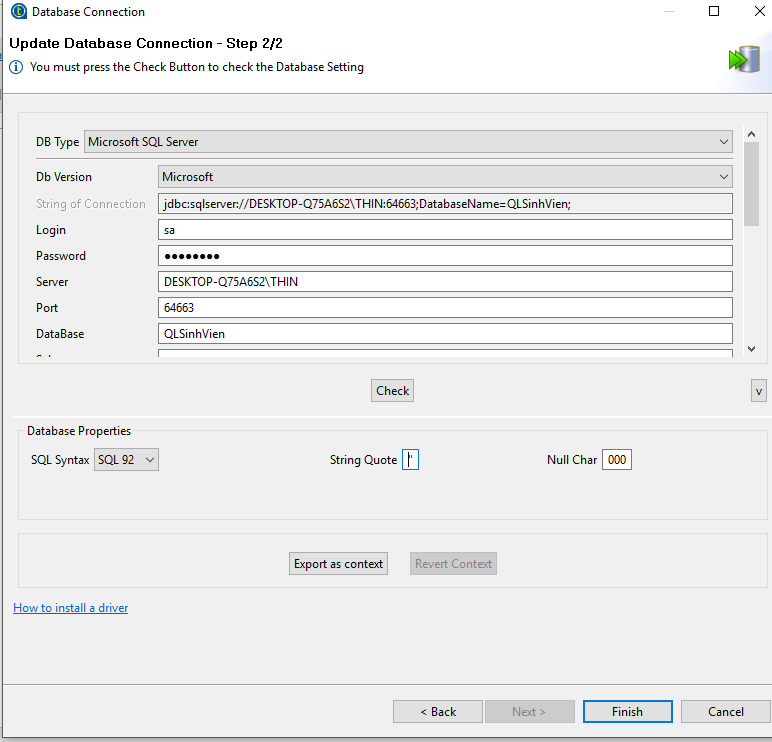 Database Connection
Update Database Connection - Step 2/2
You must press the Check Button to check the Database Setting
DB Type Microsoft SQL Server
Db Version Microsoft
String of Connection jdbc:sqlserver://DESKTOP-Q75A6S2\THIN:64663;DatabaseName=QLSinhVien;
Login sa
Password ●●●●●●●●
Server DESKTOP-Q75A6S2\THIN
Port 64663
DataBase QLSinhVien
Check v
Database Properties
SQL Syntax SQL 92 String Quote " Null Char 000
Export as context Revert Context
How to install a driver
< Back Next > Finish Cancel